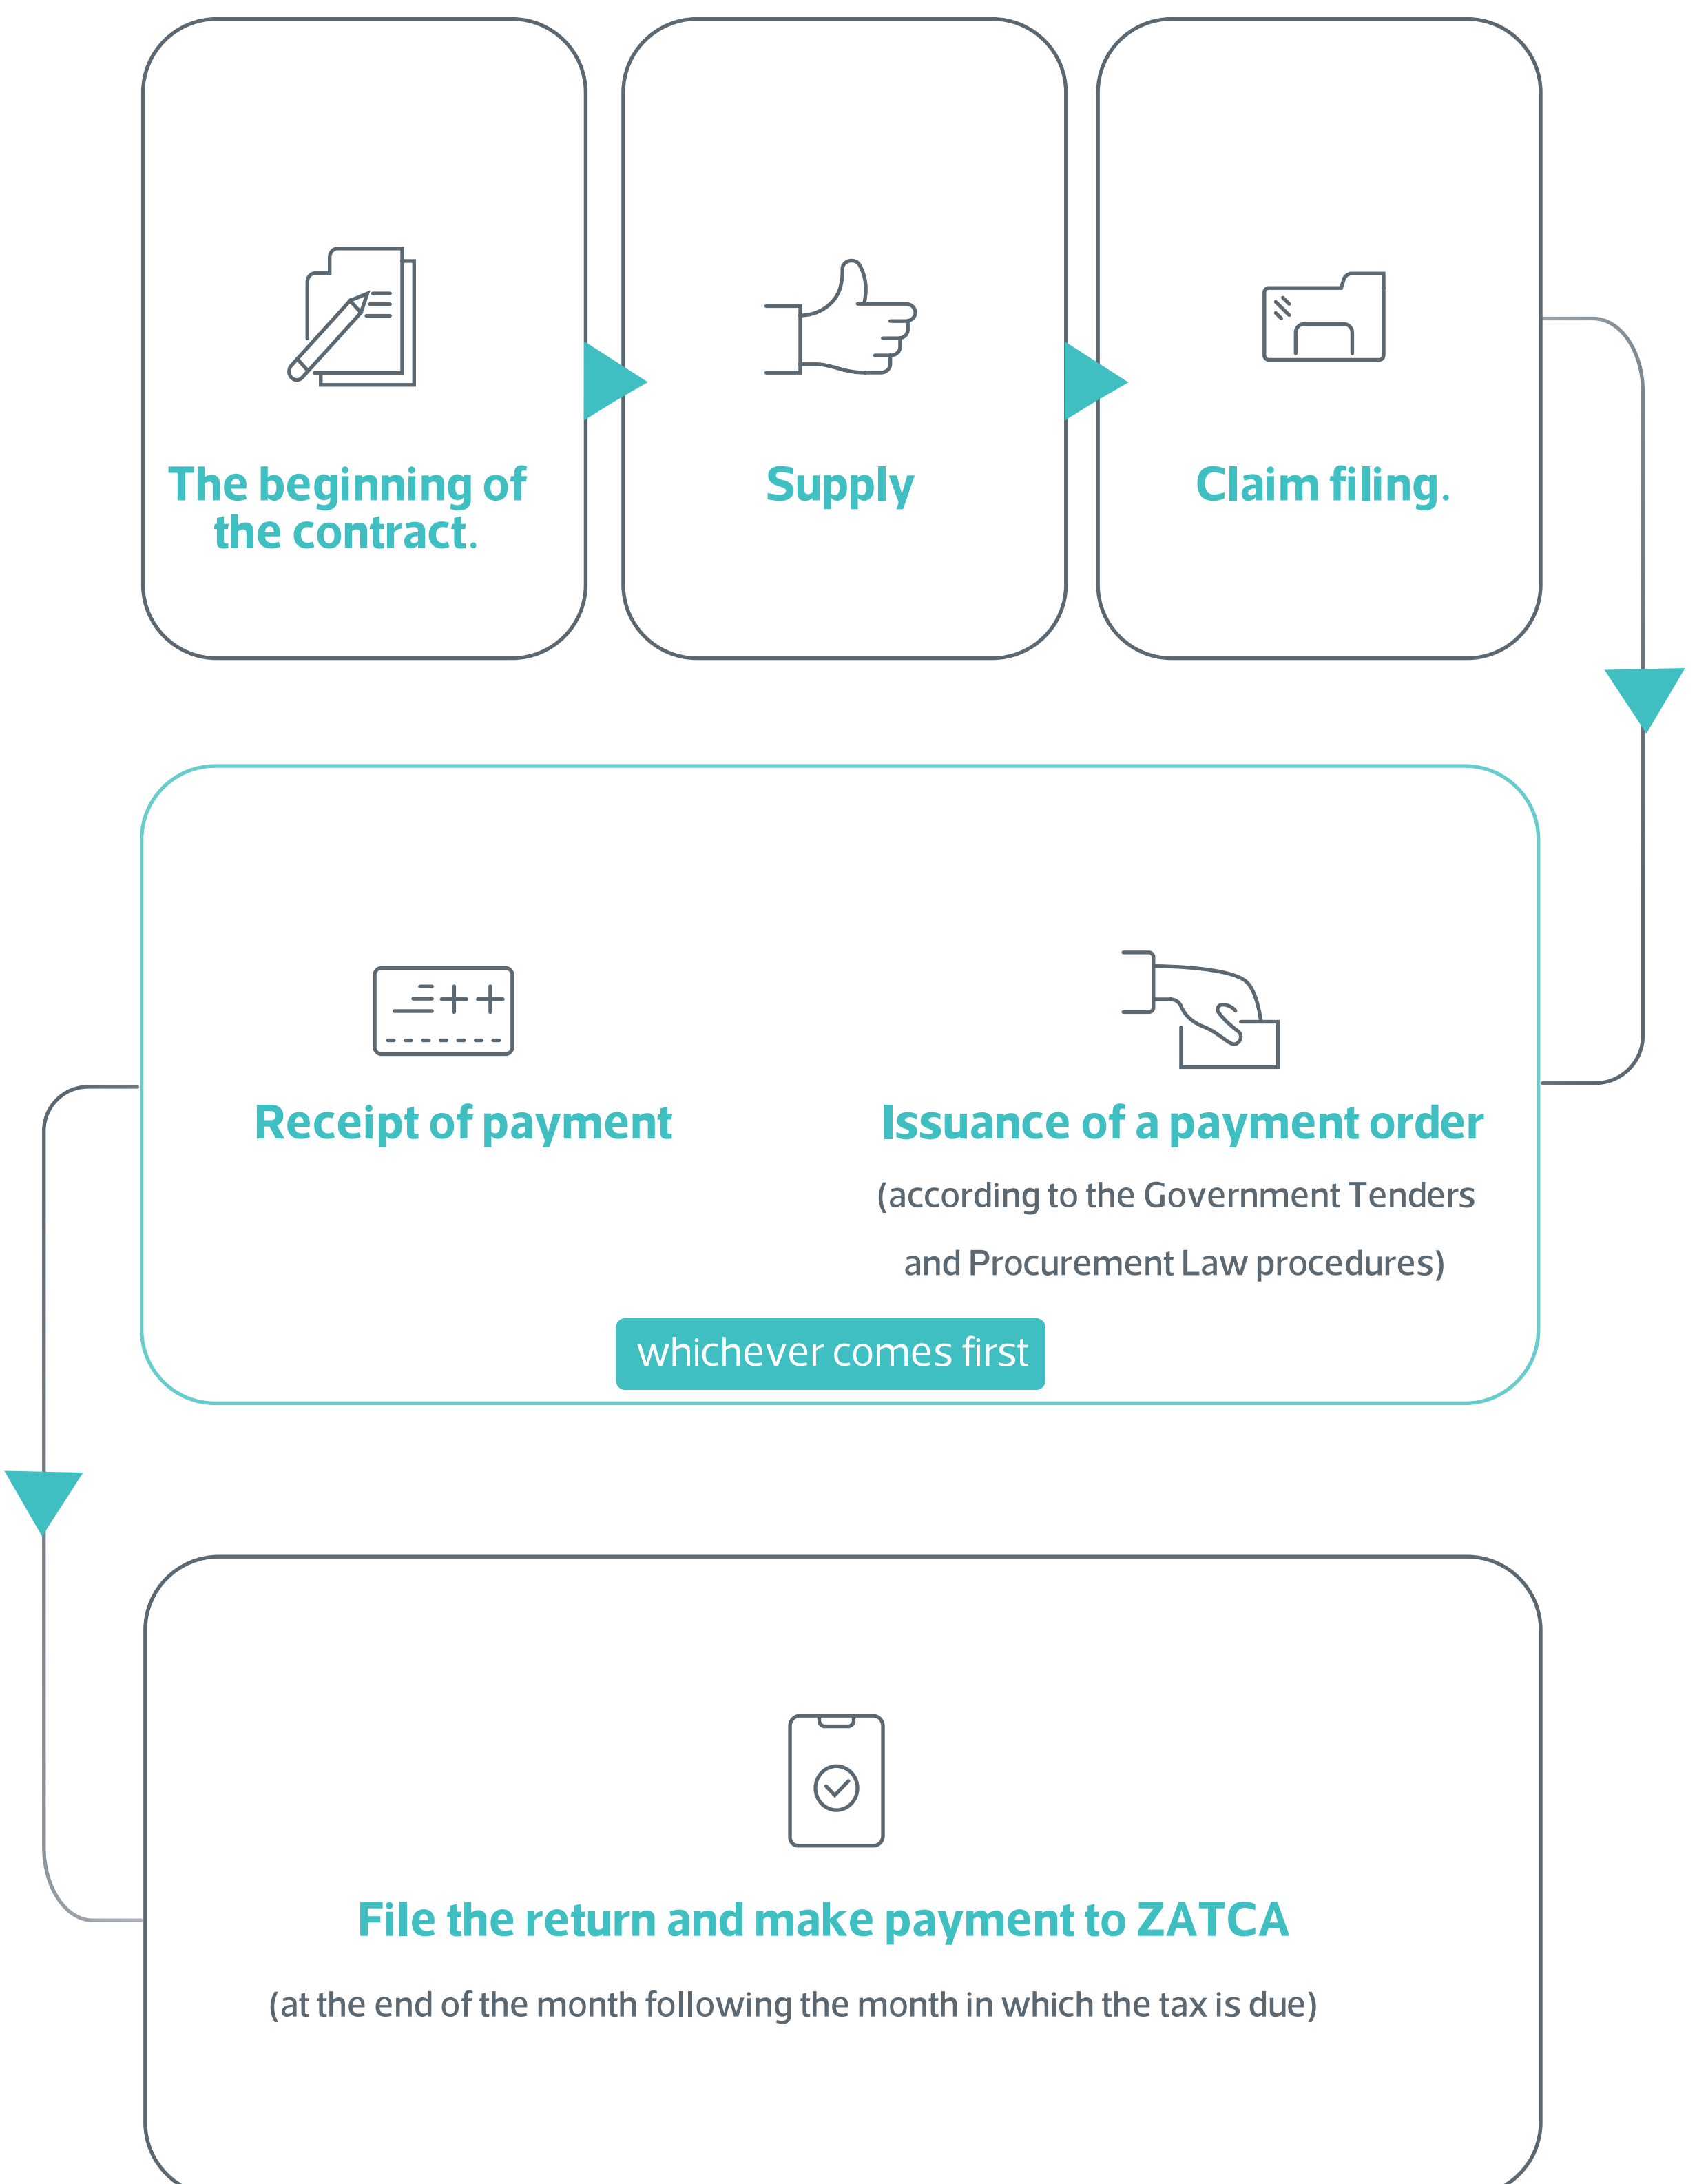 The beginning of
the contract.
Supply
Claim filing.
Receipt of payment
Issuance of a payment order
(according to the Government Tenders
and Procurement Law procedures)
whichever comes first
File the return and make payment to ZATCA
(at the end of the month following the month in which the tax is due)